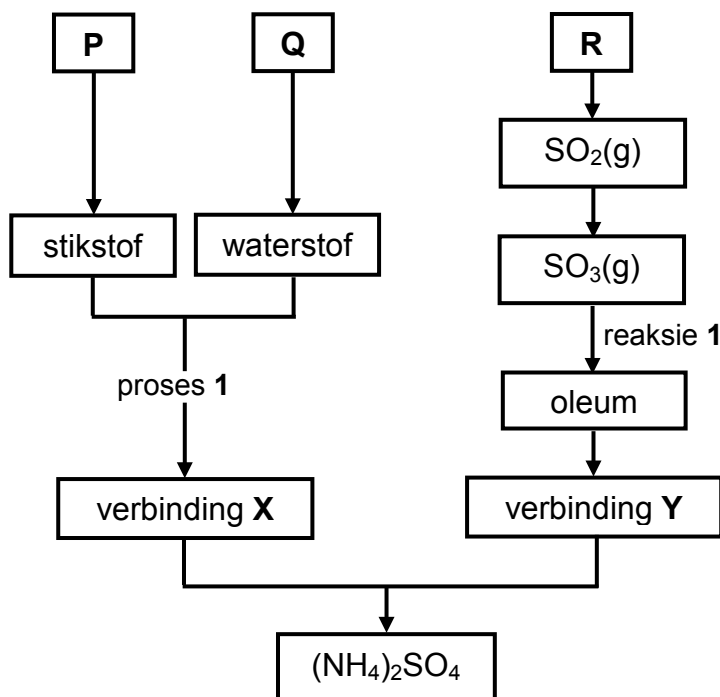 P
Q
R
SO₂(g)
stikstof
waterstof
SO₃(g)
reaksie 1
proses 1
oleum
verbinding X
verbinding Y
(NH₄)₂SO₄